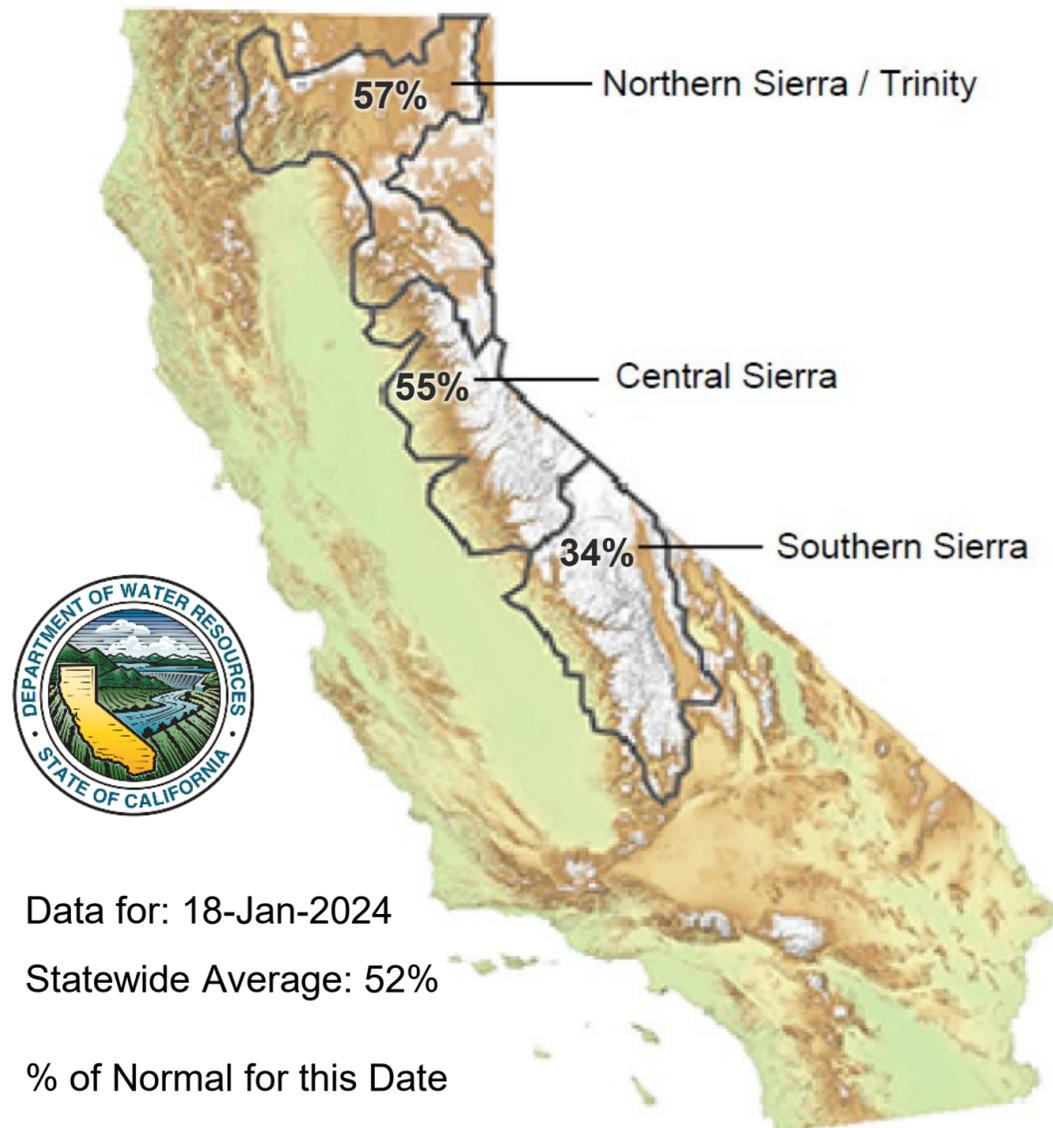 57%
Northern Sierra / Trinity
55%
Central Sierra
34%
Southern Sierra
DEPARTMENT OF WATER RESOURCES
• STATE OF CALIFORNIA •
Data for: 18-Jan-2024
Statewide Average: 52%
% of Normal for this Date